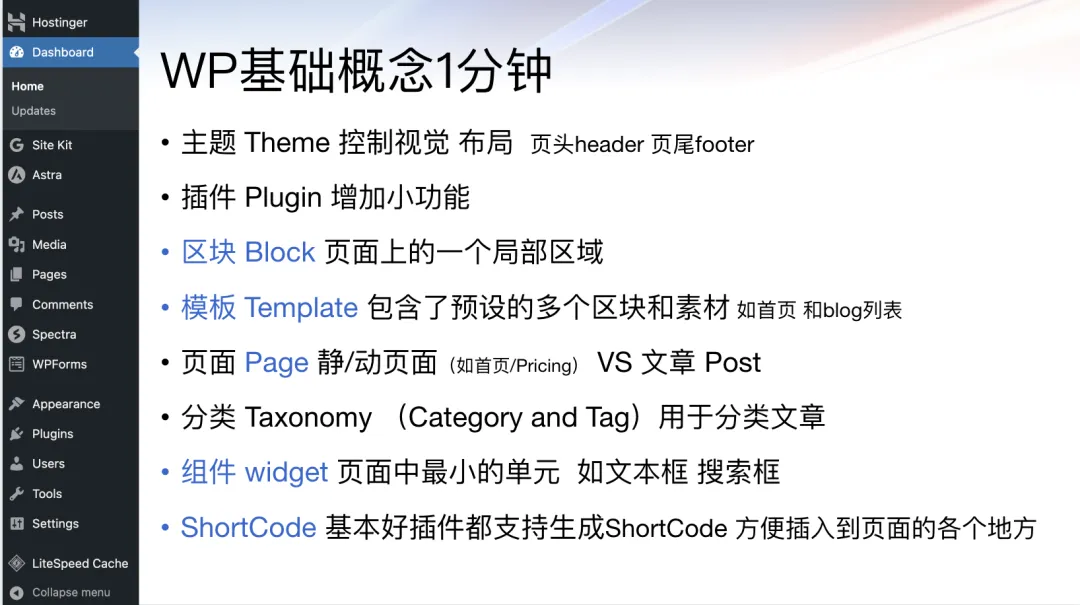 Hostinger
Dashboard
Home
Updates
Site Kit
Astra
Posts
Media
Pages
Comments
Spectra
WPForms
Appearance
Plugins
Users
Tools
Settings
LiteSpeed Cache
Collapse menu
WP基础概念1分钟
• 主题 Theme 控制视觉 布局 页头header 页尾footer
• 插件 Plugin 增加小功能
• 区块 Block 页面上的一个局部区域
• 模板 Template 包含了预设的多个区块和素材 如首页 和blog列表
• 页面 Page 静/动页面（如首页/Pricing） VS 文章 Post
• 分类 Taxonomy （Category and Tag）用于分类文章
• 组件 widget 页面中最小的单元 如文本框 搜索框
• ShortCode 基本好插件都支持生成ShortCode 方便插入到页面的各个地方